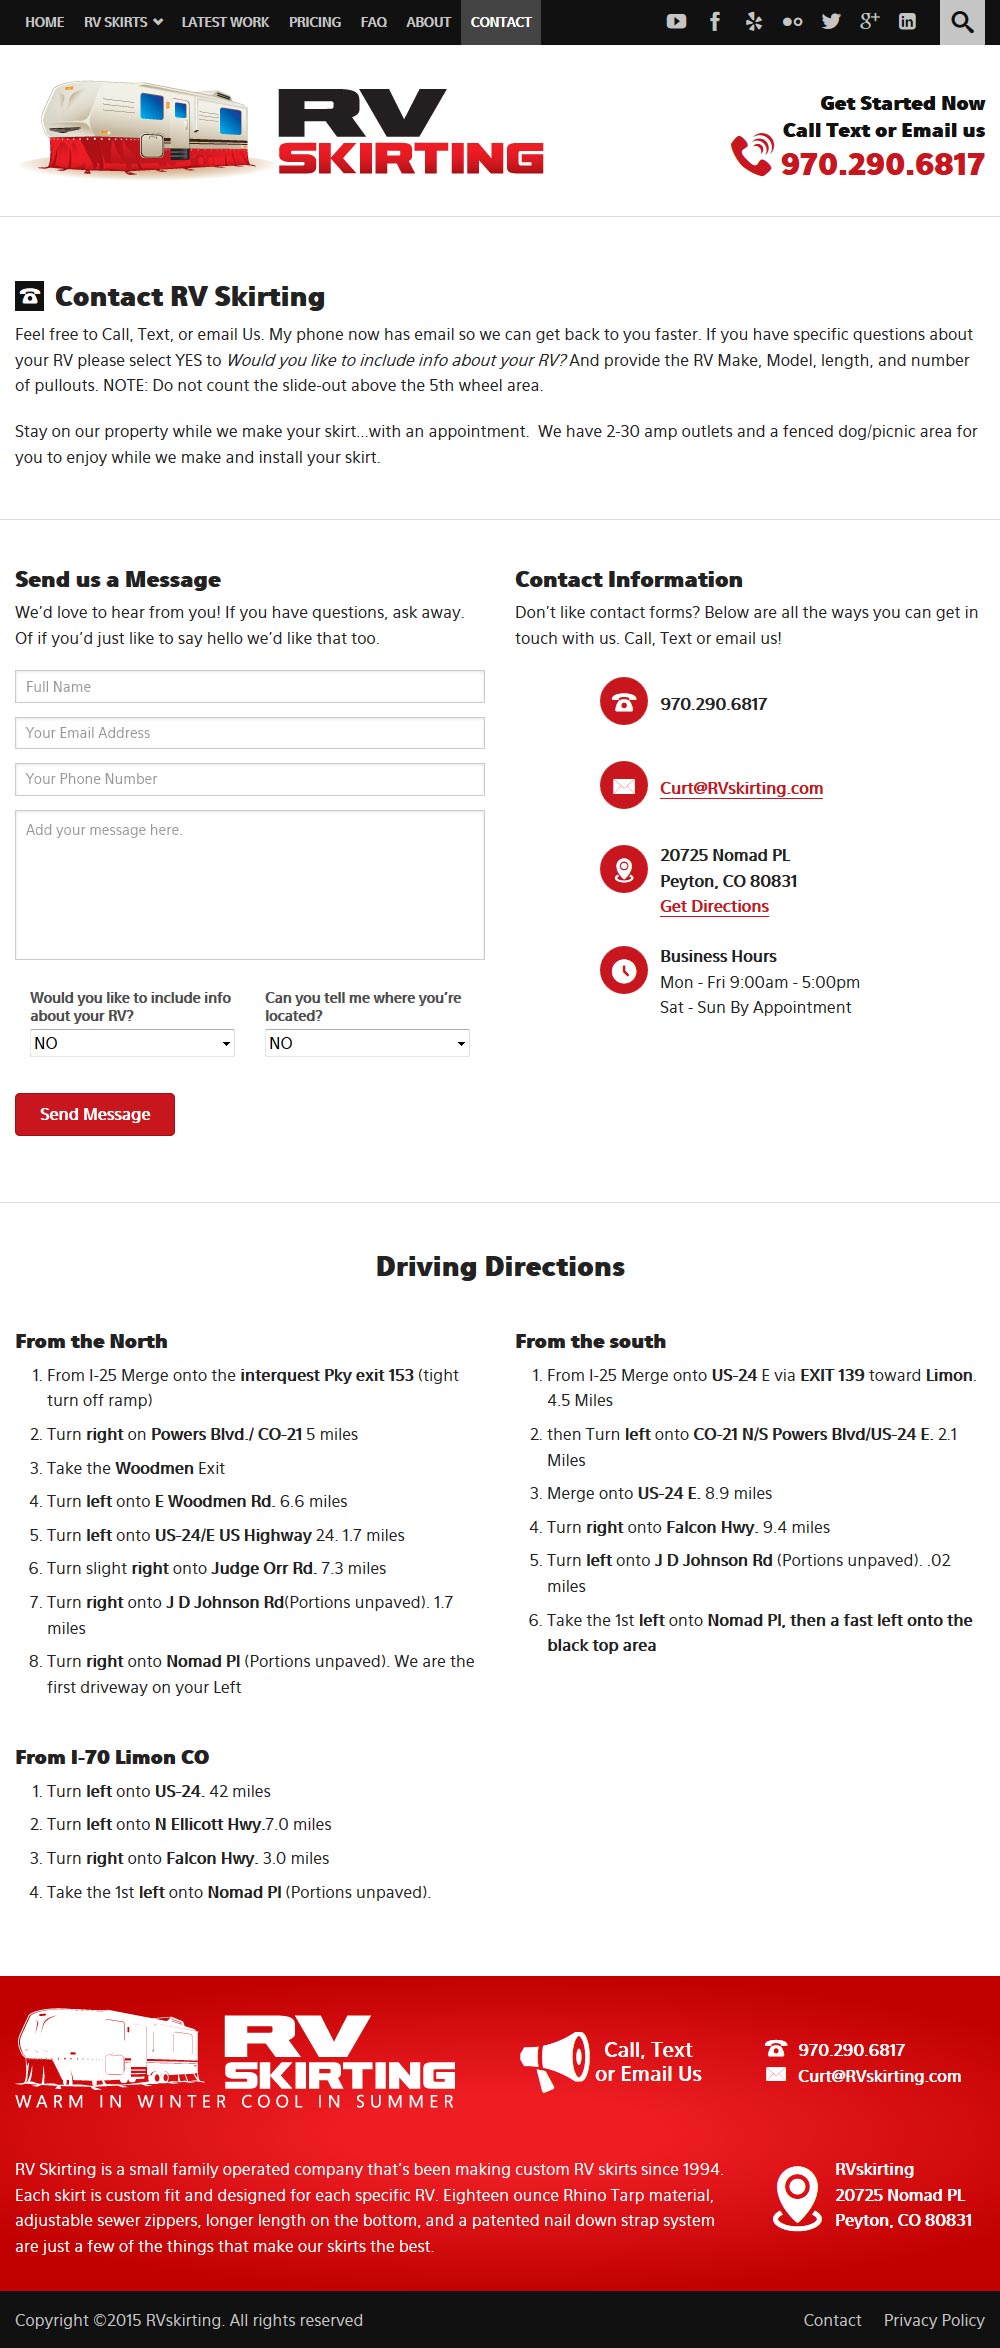 HOME RV SKIRTS LATEST WORK PRICING FAQ ABOUT CONTACT
RV
SKIRTING
Get Started Now
Call Text or Email us
970.290.6817
Contact RV Skirting
Feel free to Call, Text, or email Us. My phone now has email so we can get back to you faster. If you have specific questions about
your RV please select YES to Would you like to include info about your RV? And provide the RV Make, Model, length, and number
of pullouts. NOTE: Do not count the slide-out above the 5th wheel area.
Stay on our property while we make your skirt...with an appointment. We have 2-30 amp outlets and a fenced dog/picnic area for
you to enjoy while we make and install your skirt.
Send us a Message
We'd love to hear from you! If you have questions, ask away.
Of if you'd just like to say hello we'd like that too.
Full Name
Your Email Address
Your Phone Number
Add your message here.
Would you like to include info
about your RV?
NO
Can you tell me where you're
located?
NO
Send Message
Contact Information
Don't like contact forms? Below are all the ways you can get in
touch with us. Call, Text or email us!
970.290.6817
Curt@RVskirting.com
20725 Nomad PL
Peyton, CO 80831
Get Directions
Business Hours
Mon - Fri 9:00am - 5:00pm
Sat - Sun By Appointment
Driving Directions
From the North
1. From I-25 Merge onto the interquest Pky exit 153 (tight
turn off ramp)
2. Turn right on Powers Blvd./ CO-21 5 miles
3. Take the Woodmen Exit
4. Turn left onto E Woodmen Rd. 6.6 miles
5. Turn left onto US-24/E US Highway 24. 1.7 miles
6. Turn slight right onto Judge Orr Rd. 7.3 miles
7. Turn right onto J D Johnson Rd(Portions unpaved). 1.7
miles
8. Turn right onto Nomad Pl (Portions unpaved). We are the
first driveway on your Left
From the south
1. From I-25 Merge onto US-24 E via EXIT 139 toward Limon.
4.5 Miles
2. then Turn left onto CO-21 N/S Powers Blvd/US-24 E. 2.1
Miles
3. Merge onto US-24 E. 8.9 miles
4. Turn right onto Falcon Hwy. 9.4 miles
5. Turn left onto J D Johnson Rd (Portions unpaved). .02
miles
6. Take the 1st left onto Nomad Pl, then a fast left onto the
black top area
From I-70 Limon CO
1. Turn left onto US-24. 42 miles
2. Turn left onto N Ellicott Hwy.7.0 miles
3. Turn right onto Falcon Hwy. 3.0 miles
4. Take the 1st left onto Nomad Pl (Portions unpaved).
RV
SKIRTING
WARM IN WINTER COOL IN SUMMER
Call, Text
or Email Us
970.290.6817
Curt@RVskirting.com
RV Skirting is a small family operated company that's been making custom RV skirts since 1994.
Each skirt is custom fit and designed for each specific RV. Eighteen ounce Rhino Tarp material,
adjustable sewer zippers, longer length on the bottom, and a patented nail down strap system
are just a few of the things that make our skirts the best.
RVskirting
20725 Nomad PL
Peyton, CO 80831
Copyright ©2015 RVskirting. All rights reserved
Contact Privacy Policy